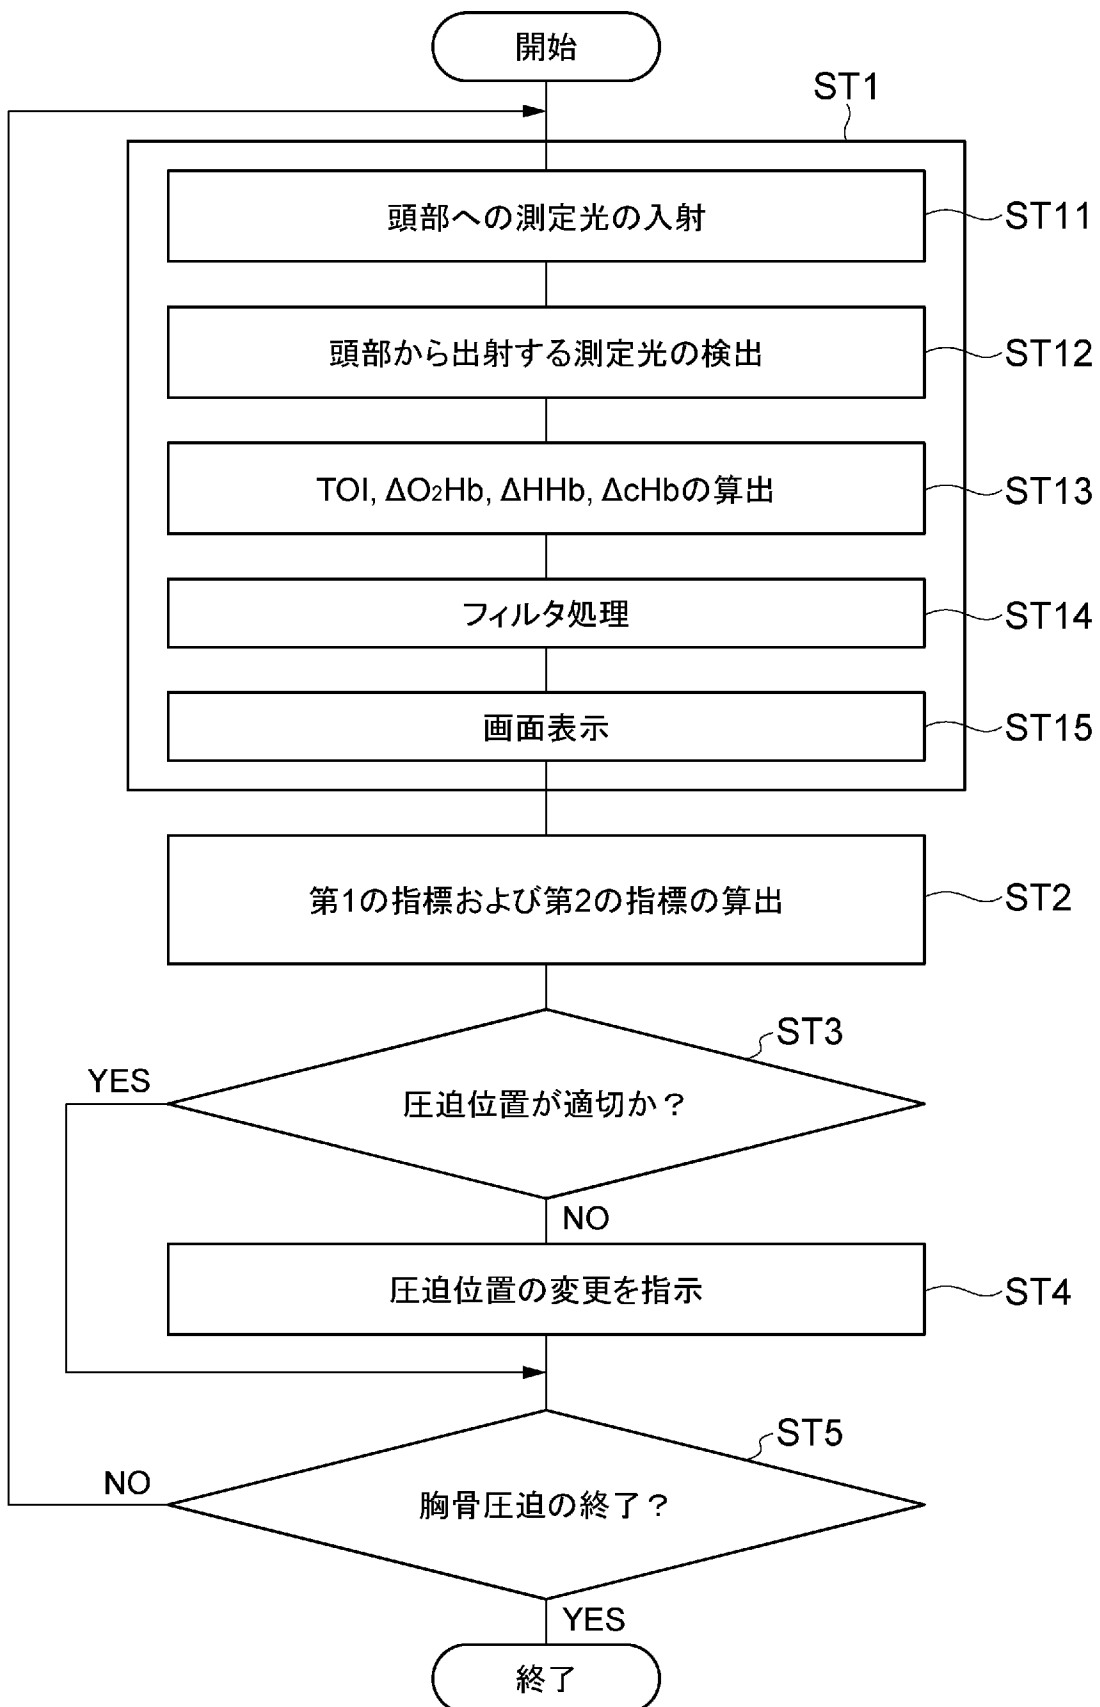 開始
ST1
頭部への測定光の入射
ST11
頭部から出射する測定光の検出
ST12
TOI, ΔO₂Hb, ΔHHb, ΔcHbの算出
ST13
フィルタ処理
ST14
画面表示
ST15
第1の指標および第2の指標の算出
ST2
ST3
YES
圧迫位置が適切か？
NO
圧迫位置の変更を指示
ST4
ST5
NO
胸骨圧迫の終了？
YES
終了